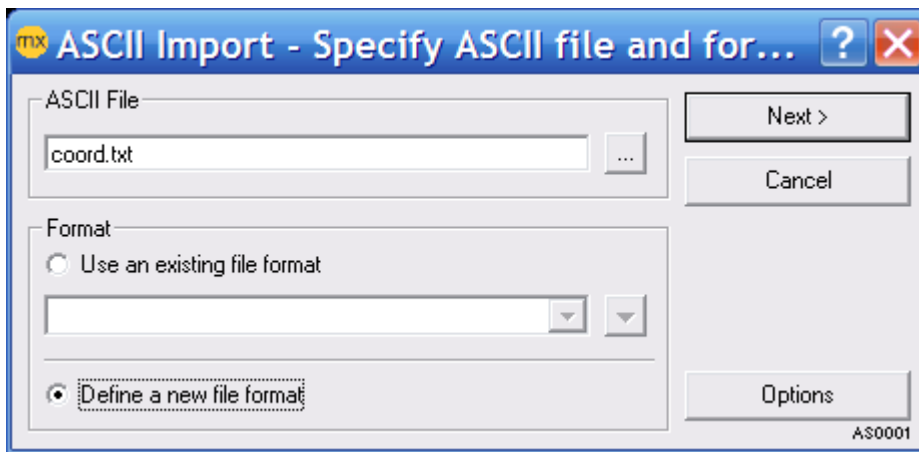 mx ASCII Import - Specify ASCII file and for... ?
ASCII File
coord.txt ...
Next >
Cancel
Format
Use an existing file format
Define a new file format
Options
AS0001